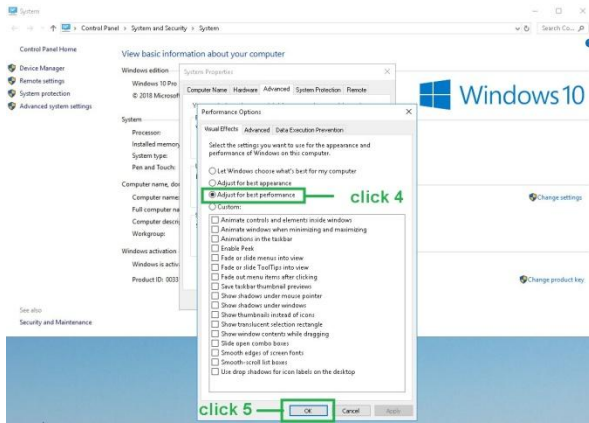 System
Control Panel > System and Security > System
Search Co...
Control Panel Home
Device Manager
Remote settings
System protection
Advanced system settings
See also
Security and Maintenance
View basic information about your computer
Windows edition
Windows 10 Pro
© 2018 Microsoft
System
Processor:
Installed memory
System type:
Pen and Touch:
Computer name, do
Computer name:
Full computer na
Computer descri
Workgroup:
Windows activation
Windows is activ
Product ID: 0033
Windows 10
Change settings
Change product key
System Properties
Computer Name Hardware Advanced System Protection Remote
Performance Options
Visual Effects Advanced Data Execution Prevention
Select the settings you want to use for the appearance and
performance of Windows on this computer.
Let Windows choose what's best for my computer
Adjust for best appearance
Adjust for best performance
click 4
Custom:
Animate controls and elements inside windows
Animate windows when minimizing and maximizing
Animations in the taskbar
Enable Peek
Fade or slide menus into view
Fade or slide ToolTips into view
Fade out menu items after clicking
Save taskbar thumbnail previews
Show shadows under mouse pointer
Show shadows under windows
Show thumbnails instead of icons
Show translucent selection rectangle
Show window contents while dragging
Slide open combo boxes
Smooth edges of screen fonts
Smooth-scroll list boxes
Use drop shadows for icon labels on the desktop
click 5
OK Cancel Apply